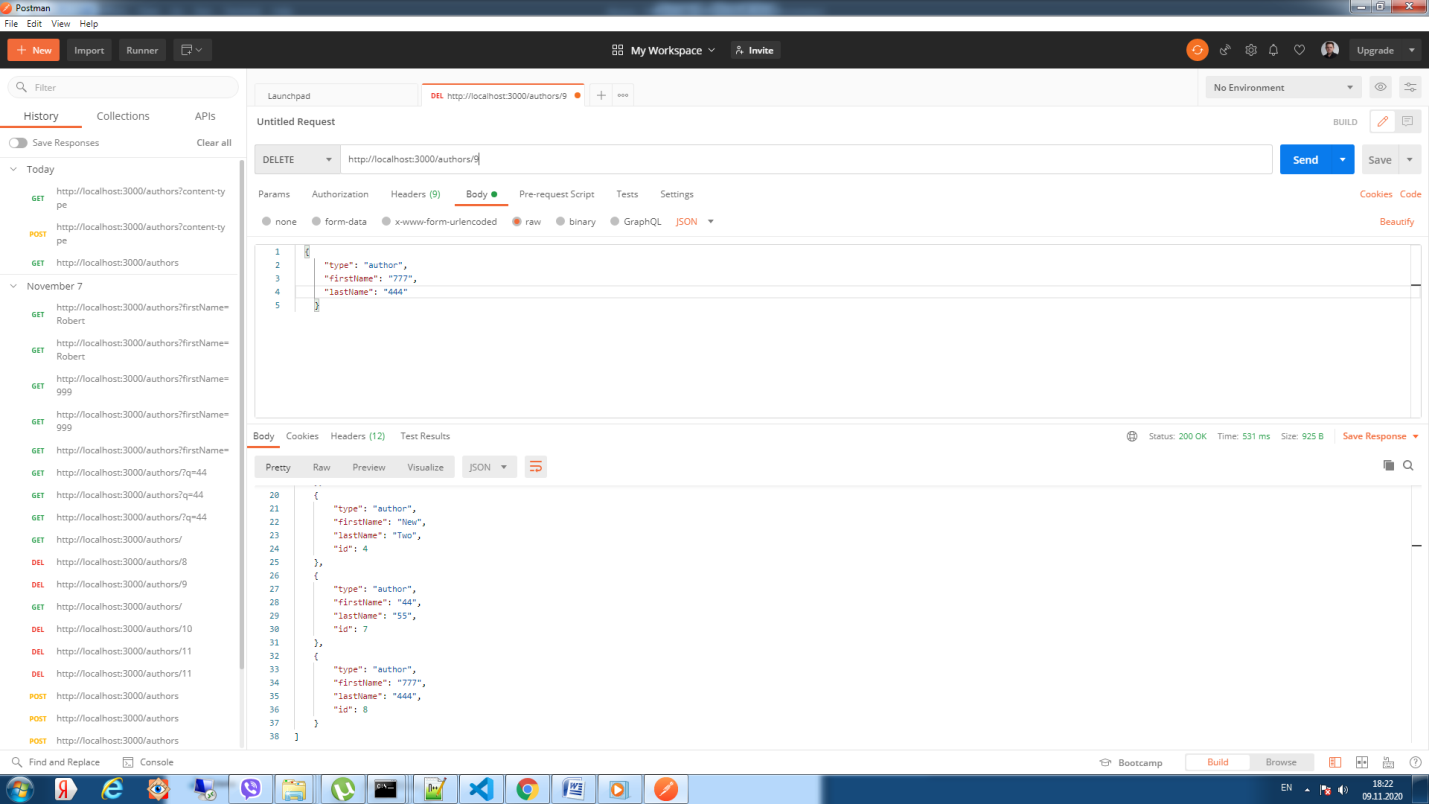 Postman
File Edit View Help
New Import Runner My Workspace Invite Upgrade
Filter
History Collections APIs
Save Responses Clear all
Today
GET http://localhost:3000/authors?content-ty
pe
POST http://localhost:3000/authors?content-ty
pe
GET http://localhost:3000/authors
November 7
GET http://localhost:3000/authors?firstName=
Robert
GET http://localhost:3000/authors?firstName=
Robert
GET http://localhost:3000/authors?firstName=
999
GET http://localhost:3000/authors?firstName=
999
GET http://localhost:3000/authors?firstName=
GET http://localhost:3000/authors/?q=44
GET http://localhost:3000/authors?q=44
GET http://localhost:3000/authors/?q=44
GET http://localhost:3000/authors/
DEL http://localhost:3000/authors/8
DEL http://localhost:3000/authors/9
GET http://localhost:3000/authors/
DEL http://localhost:3000/authors/10
DEL http://localhost:3000/authors/11
DEL http://localhost:3000/authors/11
POST http://localhost:3000/authors
POST http://localhost:3000/authors
POST http://localhost:3000/authors
Launchpad DEL http://localhost:3000/authors/9 No Environment
Untitled Request BUILD
DELETE http://localhost:3000/authors/9 Send Save
Params Authorization Headers (9) Body Pre-request Script Tests Settings Cookies Code
none form-data x-www-form-urlencoded raw binary GraphQL JSON Beautify
1 {
2 "type": "author",
3 "firstName": "777",
4 "lastName": "444"
5 }
Body Cookies Headers (12) Test Results Status: 200 OK Time: 531 ms Size: 925 B Save Response
Pretty Raw Preview Visualize JSON
20 {
21 "type": "author",
22 "firstName": "New",
23 "lastName": "Two",
24 "id": 4
25 },
26 {
27 "type": "author",
28 "firstName": "44",
29 "lastName": "55",
30 "id": 7
31 },
32 {
33 "type": "author",
34 "firstName": "777",
35 "lastName": "444",
36 "id": 8
37 }
38 ]
Find and Replace Console Bootcamp Build Browse
EN 18:22
09.11.2020